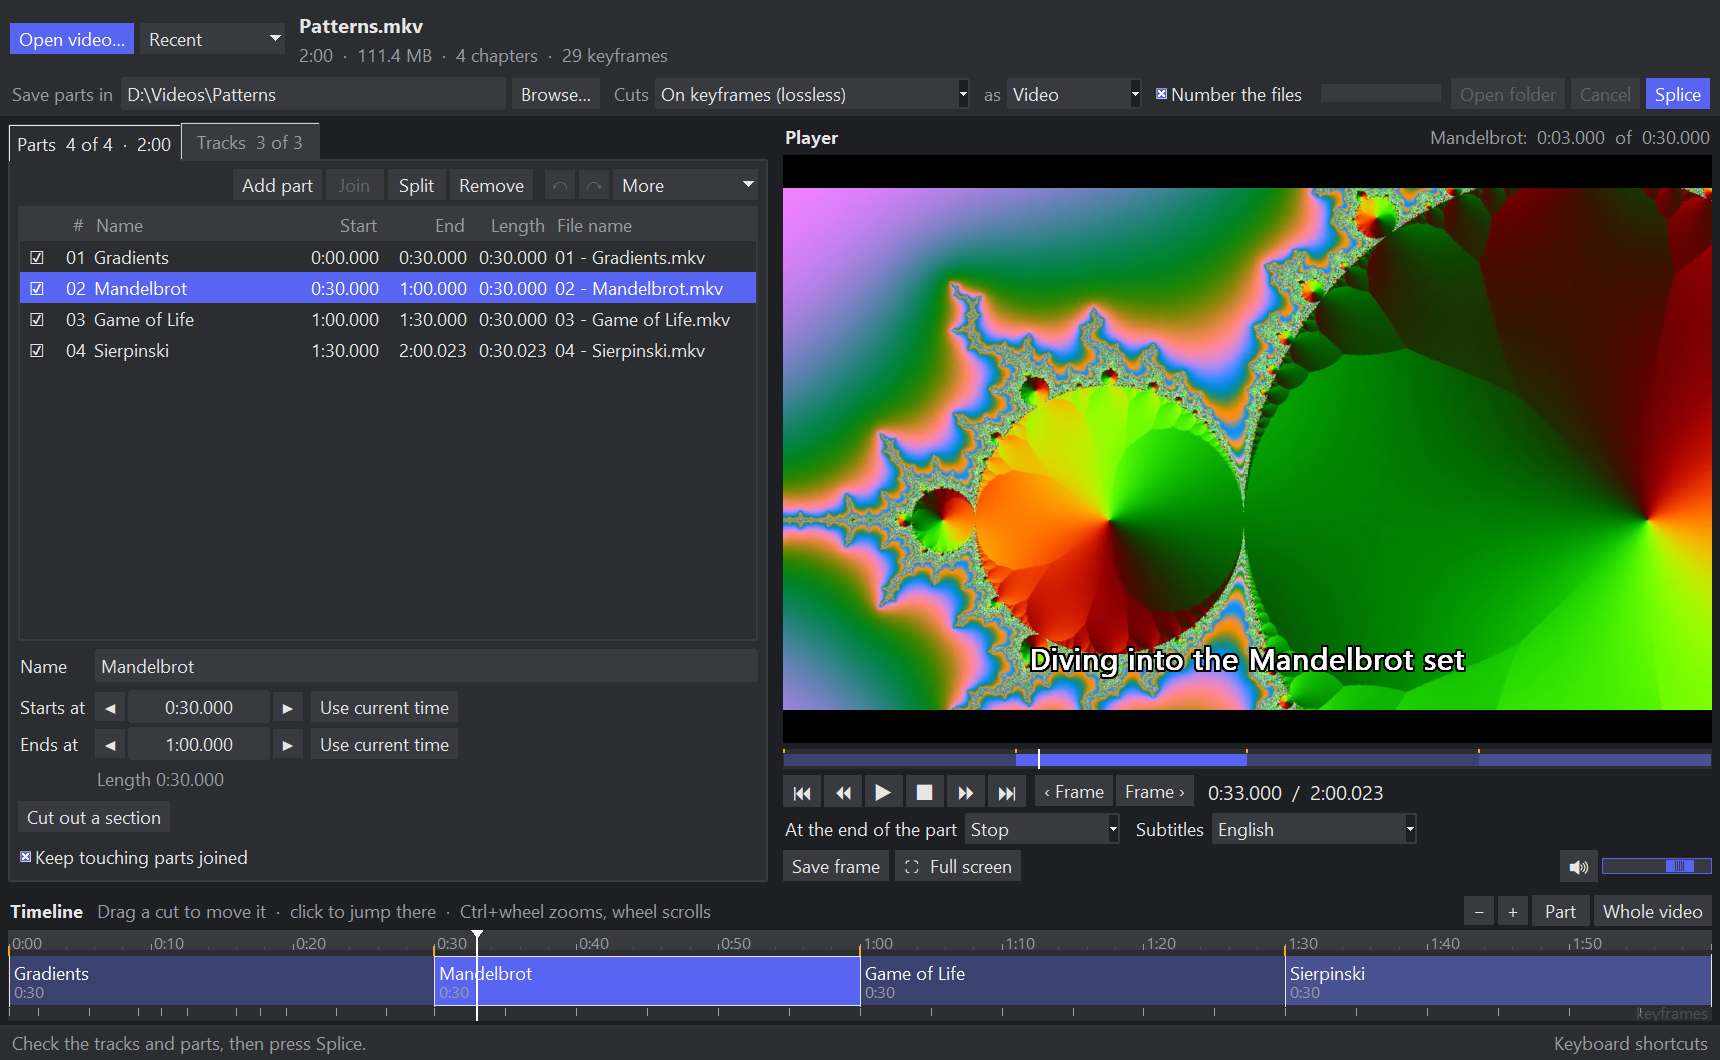 Open video...
Recent
Patterns.mkv
2:00 · 111.4 MB · 4 chapters · 29 keyframes
Save parts in D:\Videos\Patterns Browse... Cuts On keyframes (lossless) as Video Number the files Open folder Cancel Splice
Parts 4 of 4 · 2:00
Tracks 3 of 3
Add part Join Split Remove More
# Name Start End Length File name
01 Gradients 0:00.000 0:30.000 0:30.000 01 - Gradients.mkv
02 Mandelbrot 0:30.000 1:00.000 0:30.000 02 - Mandelbrot.mkv
03 Game of Life 1:00.000 1:30.000 0:30.000 03 - Game of Life.mkv
04 Sierpinski 1:30.000 2:00.023 0:30.023 04 - Sierpinski.mkv
Name Mandelbrot
Starts at 0:30.000 Use current time
Ends at 1:00.000 Use current time
Length 0:30.000
Cut out a section
Keep touching parts joined
Player Mandelbrot: 0:03.000 of 0:30.000
Diving into the Mandelbrot set
‹ Frame Frame › 0:33.000 / 2:00.023
At the end of the part Stop Subtitles English
Save frame Full screen
Timeline Drag a cut to move it · click to jump there · Ctrl+wheel zooms, wheel scrolls − + Part Whole video
0:00 0:10 0:20 0:30 0:40 0:50 1:00 1:10 1:20 1:30 1:40 1:50
Gradients Mandelbrot Game of Life Sierpinski
0:30 0:30 0:30 0:30
keyframes
Check the tracks and parts, then press Splice. Keyboard shortcuts